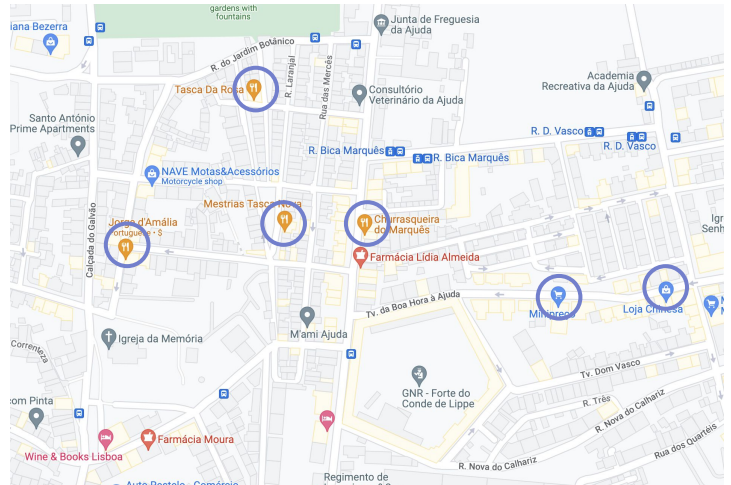 gardens with
fountains
Junta de Freguesia
da Ajuda
iana Bezerra
R. do Jardim Botânico
R. Laranjal
Rua das Mercês
Tasca Da Rosa
Consultório
Veterinário da Ajuda
Academia
Recreativa da Ajuda
Santo António
Prime Apartments
R. D. Vasco
R. D. Vasco
R. Bica Marquês
R. Bica Marquês
NAVE Motas&Acessórios
Motorcycle shop
Mestrias Tasca Nova
Jorge d'Amália
Portuguese • $
Churrasqueira
do Marquês
Calçada do Galvão
Farmácia Lídia Almeida
Tv. da Boa Hora à Ajuda
Minipreço
Loja Chinesa
M'ami Ajuda
Igreja da Memória
GNR - Forte do
Conde de Lippe
Tv. Dom Vasco
R. Três
R. Nova do Calhariz
Rua dos Quartéis
com Pinta
Farmácia Moura
Wine & Books Lisboa
R. Nova do Calhariz
Regimento de